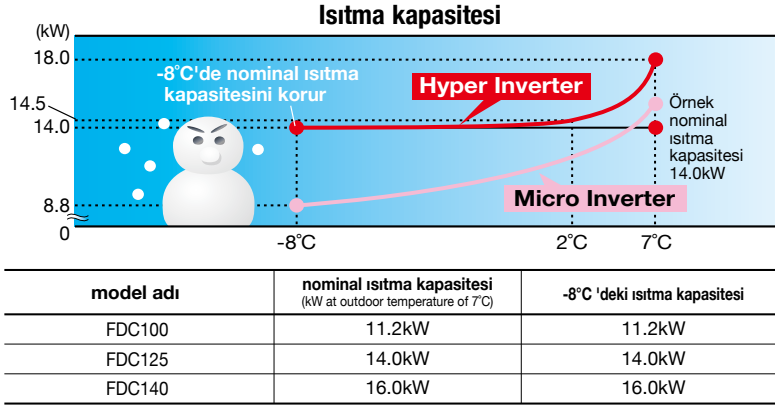 Isıtma kapasitesi
(kW)
18.0
-8°C'de nominal ısıtma
kapasitesini korur
Hyper Inverter
14.5
14.0
Örnek
nominal
ısıtma
kapasitesi
14.0kW
Micro Inverter
8.8
0
-8°C 2°C 7°C
model adı nominal ısıtma kapasitesi -8°C 'deki ısıtma kapasitesi
(kW at outdoor temperature of 7°C)
FDC100 11.2kW 11.2kW
FDC125 14.0kW 14.0kW
FDC140 16.0kW 16.0kW